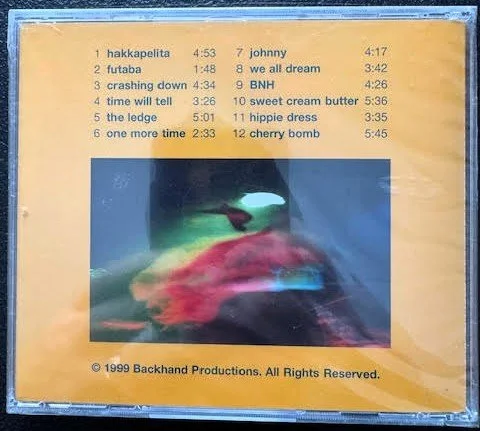 1 hakkapelita 4:53
2 futaba 1:48
3 crashing down 4:34
4 time will tell 3:26
5 the ledge 5:01
6 one more time 2:33
7 johnny 4:17
8 we all dream 3:42
9 BNH 4:26
10 sweet cream butter 5:36
11 hippie dress 3:35
12 cherry bomb 5:45
© 1999 Backhand Productions. All Rights Reserved.